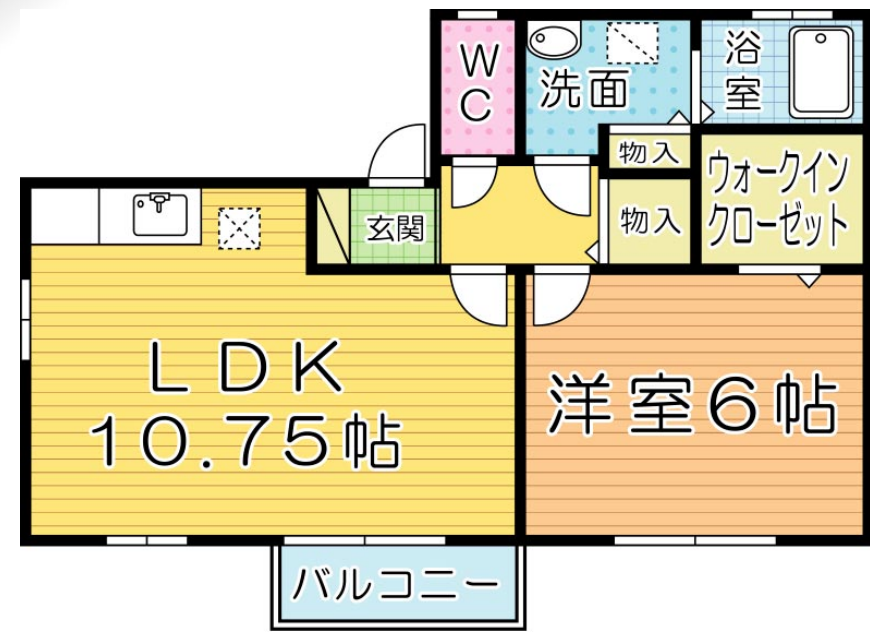 WC
洗面
浴室
物入
ウォークイン
クローゼット
玄関
物入
LDK
10.75帖
洋室6帖
バルコニー